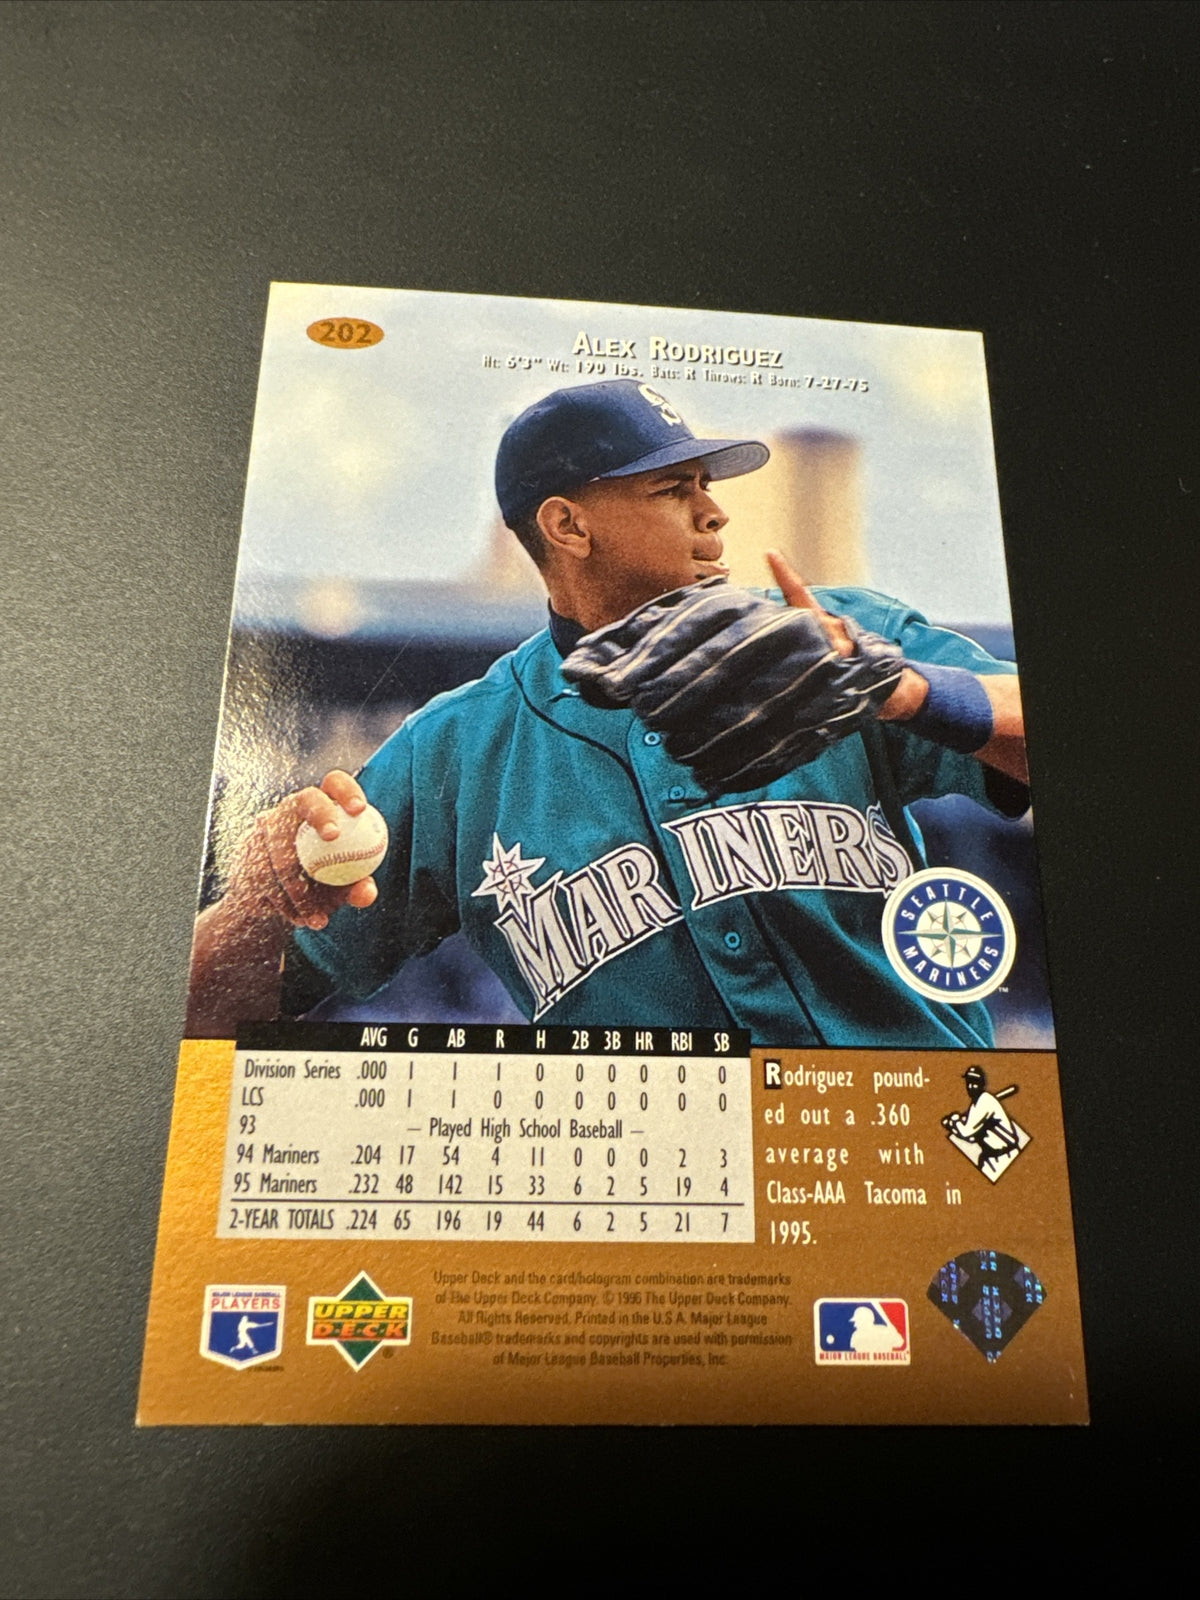 202
ALEX RODRIGUEZ
Ht: 6'3" Wt: 190 lbs. Bats: R Throws: R Born: 7-27-75
S
MARINERS
SEATTLE MARINERS ™
AVG G AB R H 2B 3B HR RBI SB
Division Series .000 1 1 1 0 0 0 0 0 0
LCS .000 1 1 0 0 0 0 0 0 0
93 — Played High School Baseball —
94 Mariners .204 17 54 4 11 0 0 0 2 3
95 Mariners .232 48 142 15 33 6 2 5 19 4
2-YEAR TOTALS .224 65 196 19 44 6 2 5 21 7
Rodriguez pound-
ed out a .360
average with
Class-AAA Tacoma in
1995.
MAJOR LEAGUE BASEBALL
PLAYERS
UPPER
DECK
®
Upper Deck and the card/hologram combination are trademarks
of The Upper Deck Company. © 1996 The Upper Deck Company.
All Rights Reserved. Printed in the U.S.A. Major League
Baseball® trademarks and copyrights are used with permission
of Major League Baseball Properties, Inc.
MAJOR LEAGUE BASEBALL
UPPER
DECK